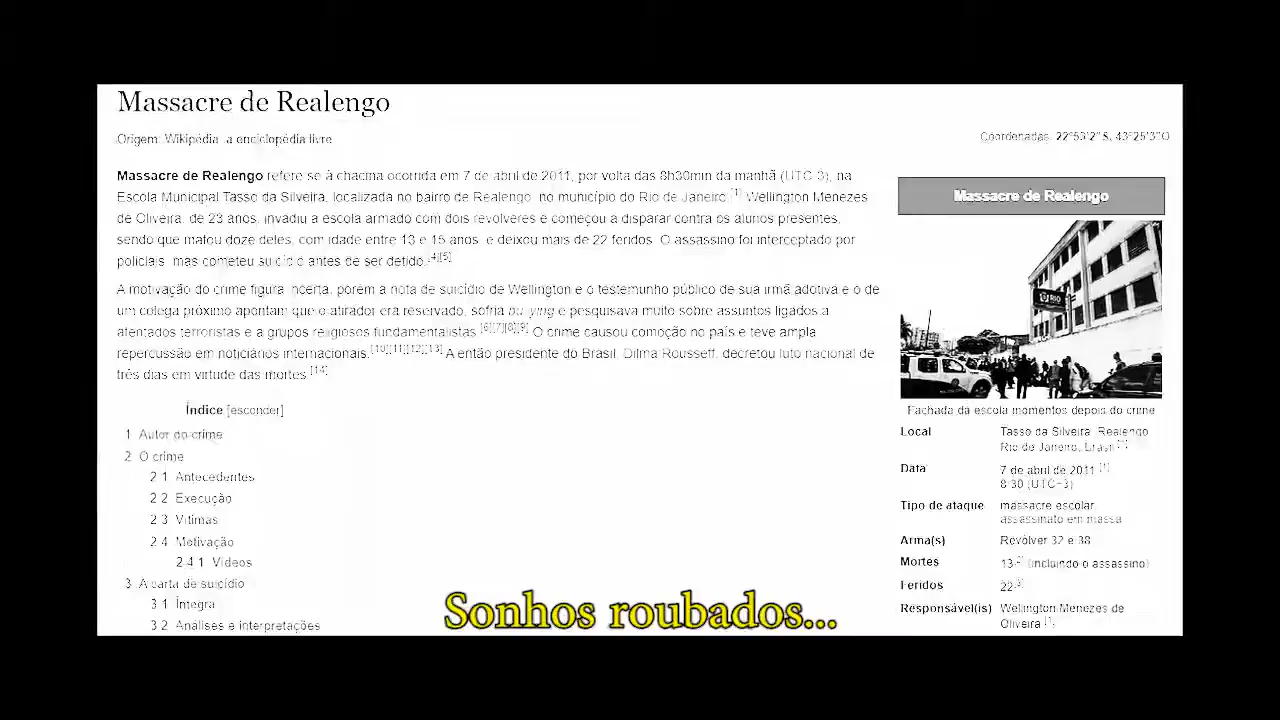 Massacre de Realengo
Origem: Wikipédia, a enciclopédia livre
Coordenadas: 22°53'2" S, 43°25'3"O
Massacre de Realengo refere-se à chacina ocorrida em 7 de abril de 2011, por volta das 8h30min da manhã (UTC-3), na
Escola Municipal Tasso da Silveira, localizada no bairro de Realengo, no município do Rio de Janeiro.[1] Wellington Menezes
de Oliveira, de 23 anos, invadiu a escola armado com dois revólveres e começou a disparar contra os alunos presentes,
sendo que matou doze deles, com idade entre 13 e 15 anos, e deixou mais de 22 feridos. O assassino foi interceptado por
policiais, mas cometeu suicídio antes de ser detido.[4][5]
A motivação do crime figura incerta, porém a nota de suicídio de Wellington e o testemunho público de sua irmã adotiva e o de
um colega próximo apontam que o atirador era reservado, sofria bullying e pesquisava muito sobre assuntos ligados a
atentados terroristas e a grupos religiosos fundamentalistas.[6][7][8][9] O crime causou comoção no país e teve ampla
repercussão em noticiários internacionais.[10][11][12][13] A então presidente do Brasil, Dilma Rousseff, decretou luto nacional de
três dias em virtude das mortes.[14]
Índice [esconder]
1 Autor do crime
2 O crime
2.1 Antecedentes
2.2 Execução
2.3 Vítimas
2.4 Motivação
2.4.1 Vídeos
3 A carta de suicídio
3.1 Íntegra
3.2 Análises e interpretações
Massacre de Realengo
RIO
Fachada da escola momentos depois do crime
Local Tasso da Silveira, Realengo
Rio de Janeiro, Brasil [1]
Data 7 de abril de 2011 [1]
8:30 (UTC-3)
Tipo de ataque massacre escolar,
assassinato em massa
Arma(s) Revólver 32 e 38
Mortes 13 [2] (incluindo o assassino)
Feridos 22 [3]
Responsável(is) Wellington Menezes de
Oliveira [1]
Sonhos roubados...